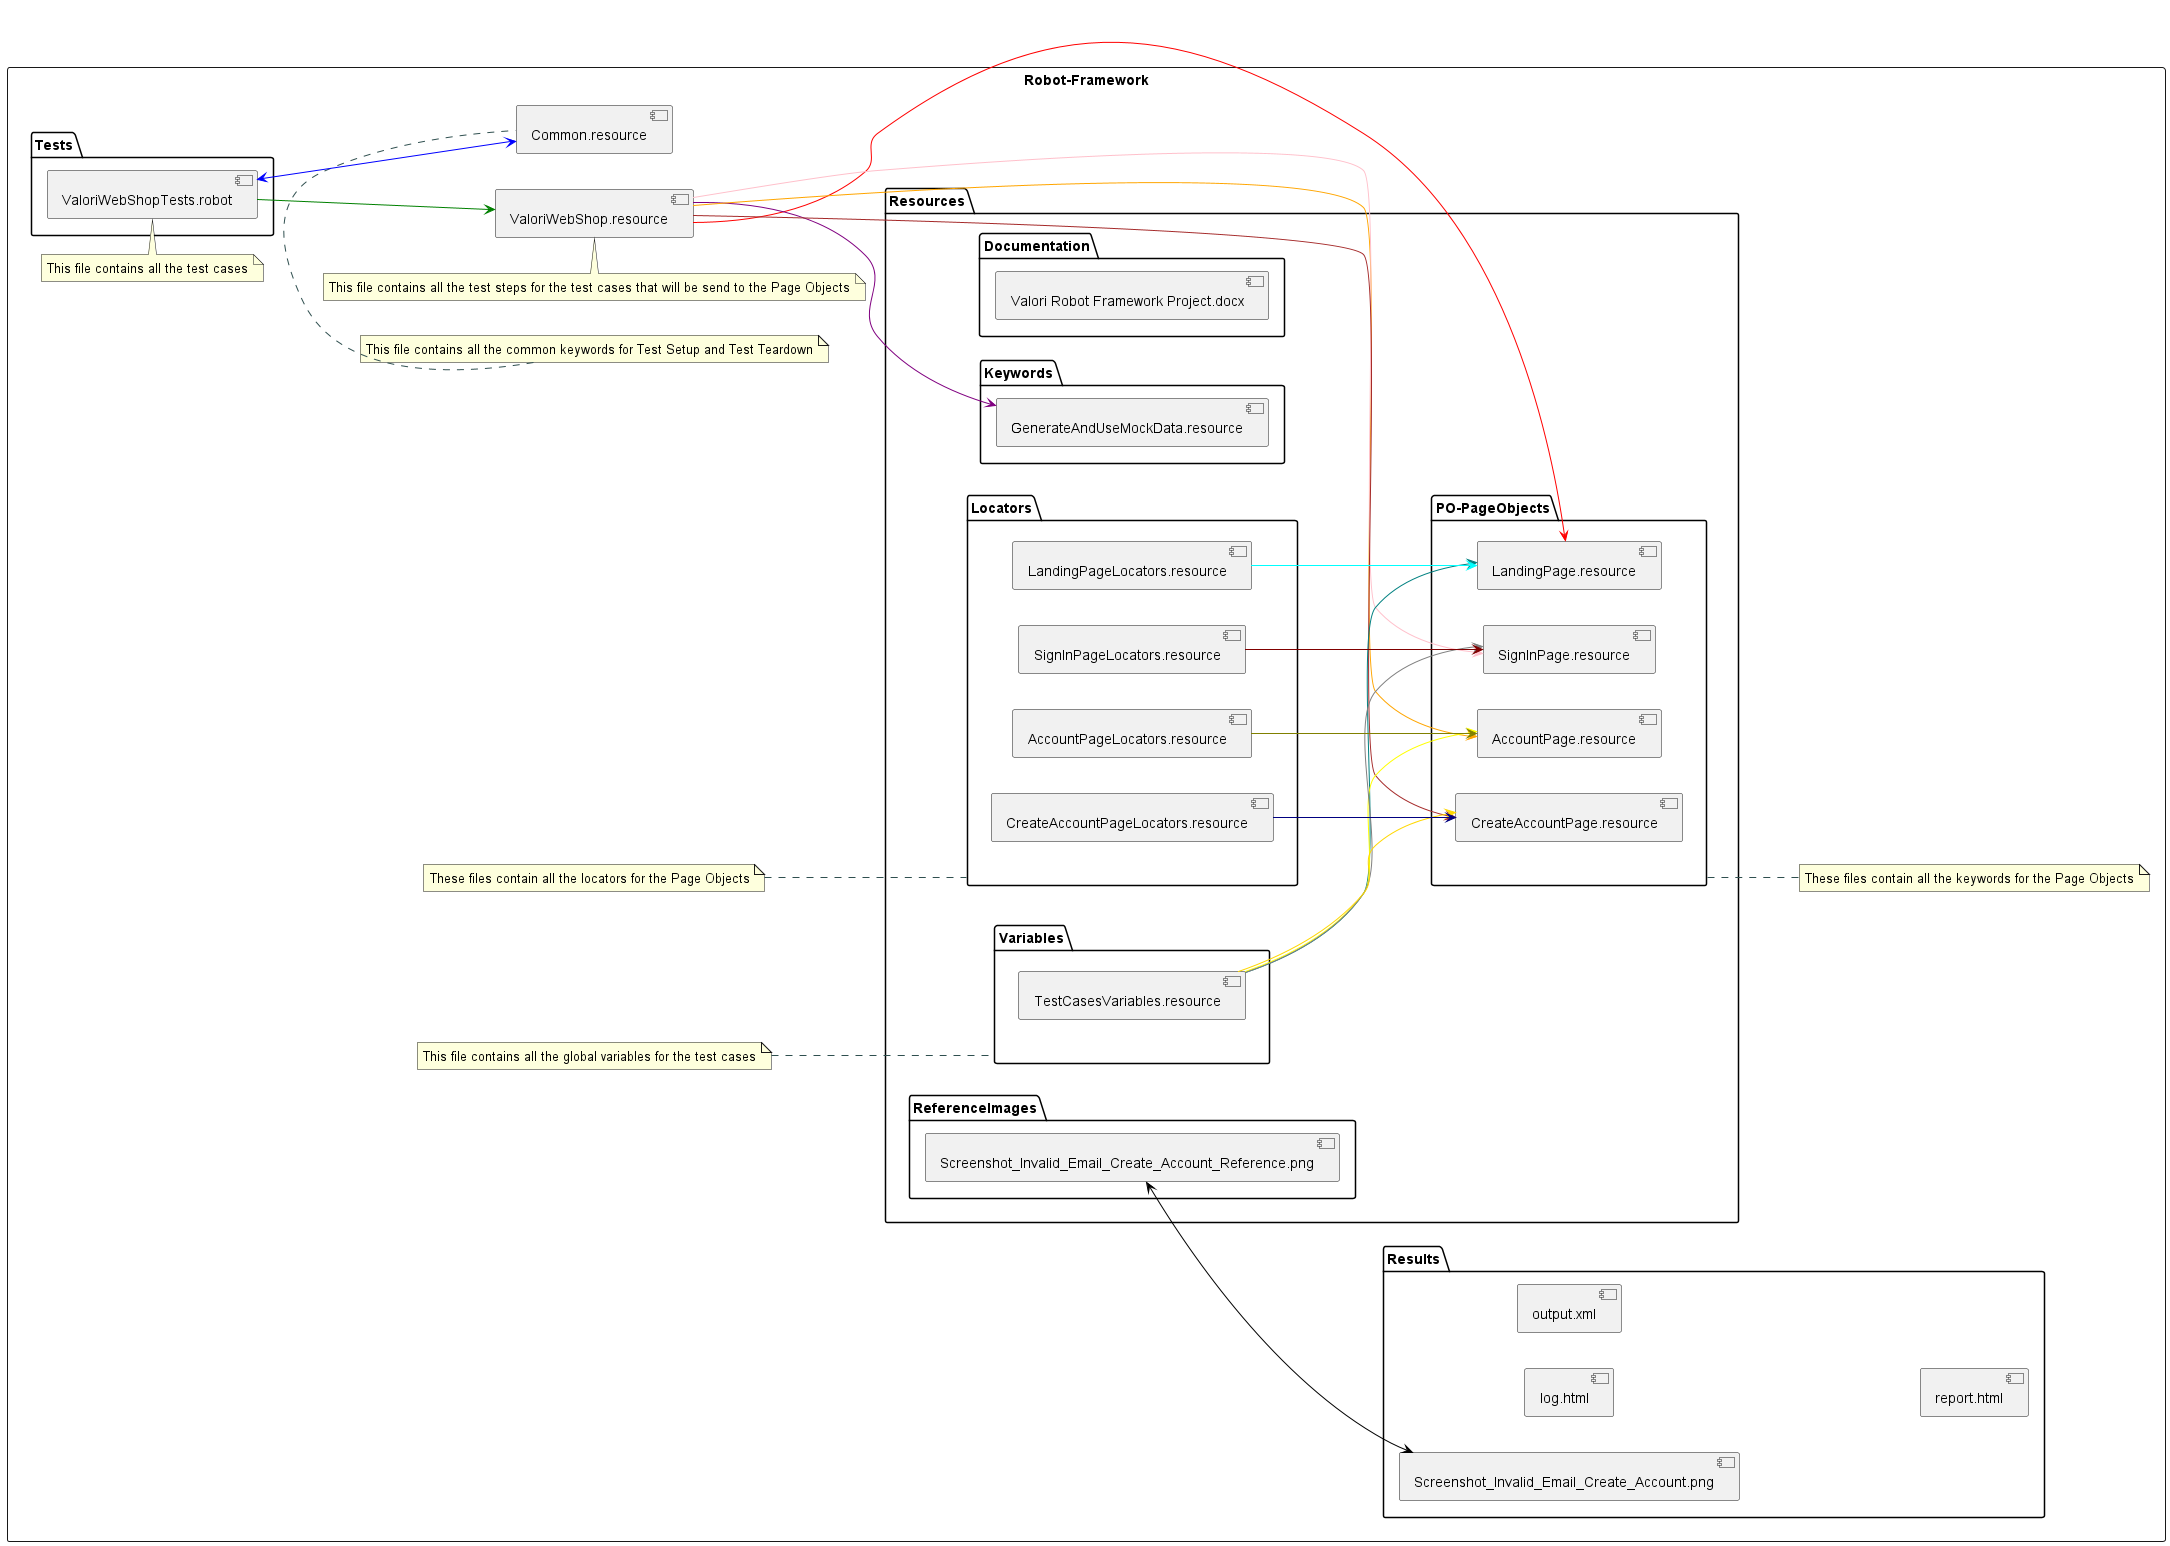 Robot-Framework
Tests
ValoriWebShopTests.robot
This file contains all the test cases
Common.resource
ValoriWebShop.resource
This file contains all the test steps for the test cases that will be send to the Page Objects
This file contains all the common keywords for Test Setup and Test Teardown
Resources
Documentation
Valori Robot Framework Project.docx
Keywords
GenerateAndUseMockData.resource
Locators
LandingPageLocators.resource
SignInPageLocators.resource
AccountPageLocators.resource
CreateAccountPageLocators.resource
PO-PageObjects
LandingPage.resource
SignInPage.resource
AccountPage.resource
CreateAccountPage.resource
These files contain all the locators for the Page Objects
These files contain all the keywords for the Page Objects
Variables
TestCasesVariables.resource
This file contains all the global variables for the test cases
ReferenceImages
Screenshot_Invalid_Email_Create_Account_Reference.png
Results
output.xml
log.html
report.html
Screenshot_Invalid_Email_Create_Account.png